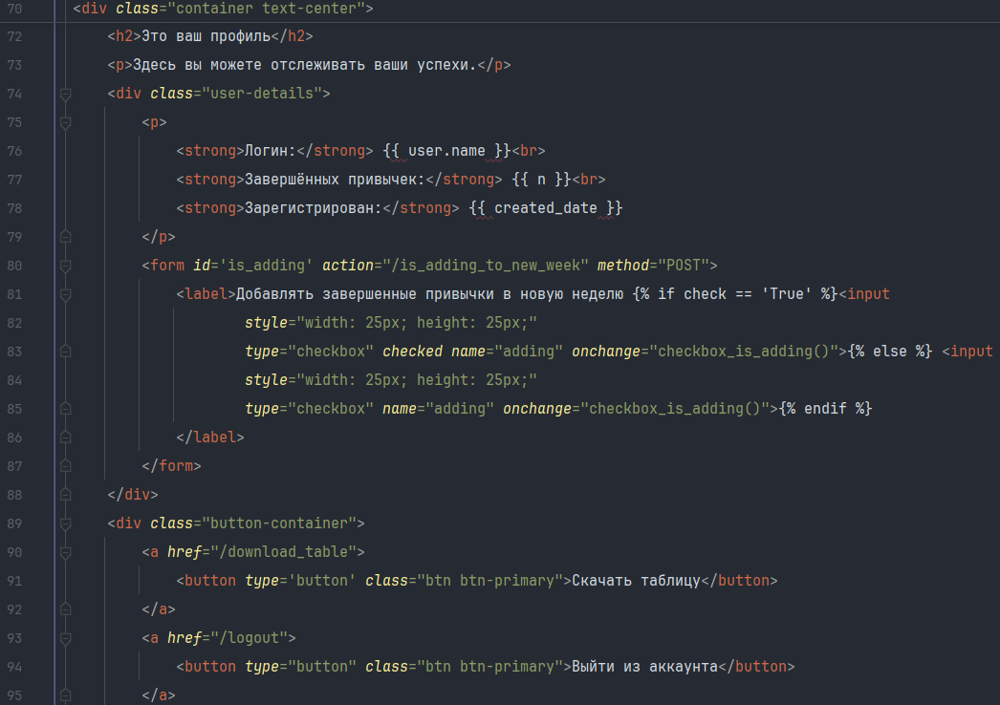 70 <div class="container text-center">
72 <h2>Это ваш профиль</h2>
73 <p>Здесь вы можете отслеживать ваши успехи.</p>
74 <div class="user-details">
75 <p>
76 <strong>Логин:</strong> {{ user.name }}<br>
77 <strong>Завершённых привычек:</strong> {{ n }}<br>
78 <strong>Зарегистрирован:</strong> {{ created_date }}
79 </p>
80 <form id='is_adding' action="/is_adding_to_new_week" method="POST">
81 <label>Добавлять завершенные привычки в новую неделю {% if check == 'True' %}<input
82 style="width: 25px; height: 25px;"
83 type="checkbox" checked name="adding" onchange="checkbox_is_adding()">{% else %} <input
84 style="width: 25px; height: 25px;"
85 type="checkbox" name="adding" onchange="checkbox_is_adding()">{% endif %}
86 </label>
87 </form>
88 </div>
89 <div class="button-container">
90 <a href="/download_table">
91 <button type='button' class="btn btn-primary">Скачать таблицу</button>
92 </a>
93 <a href="/logout">
94 <button type="button" class="btn btn-primary">Выйти из аккаунта</button>
95 </a>